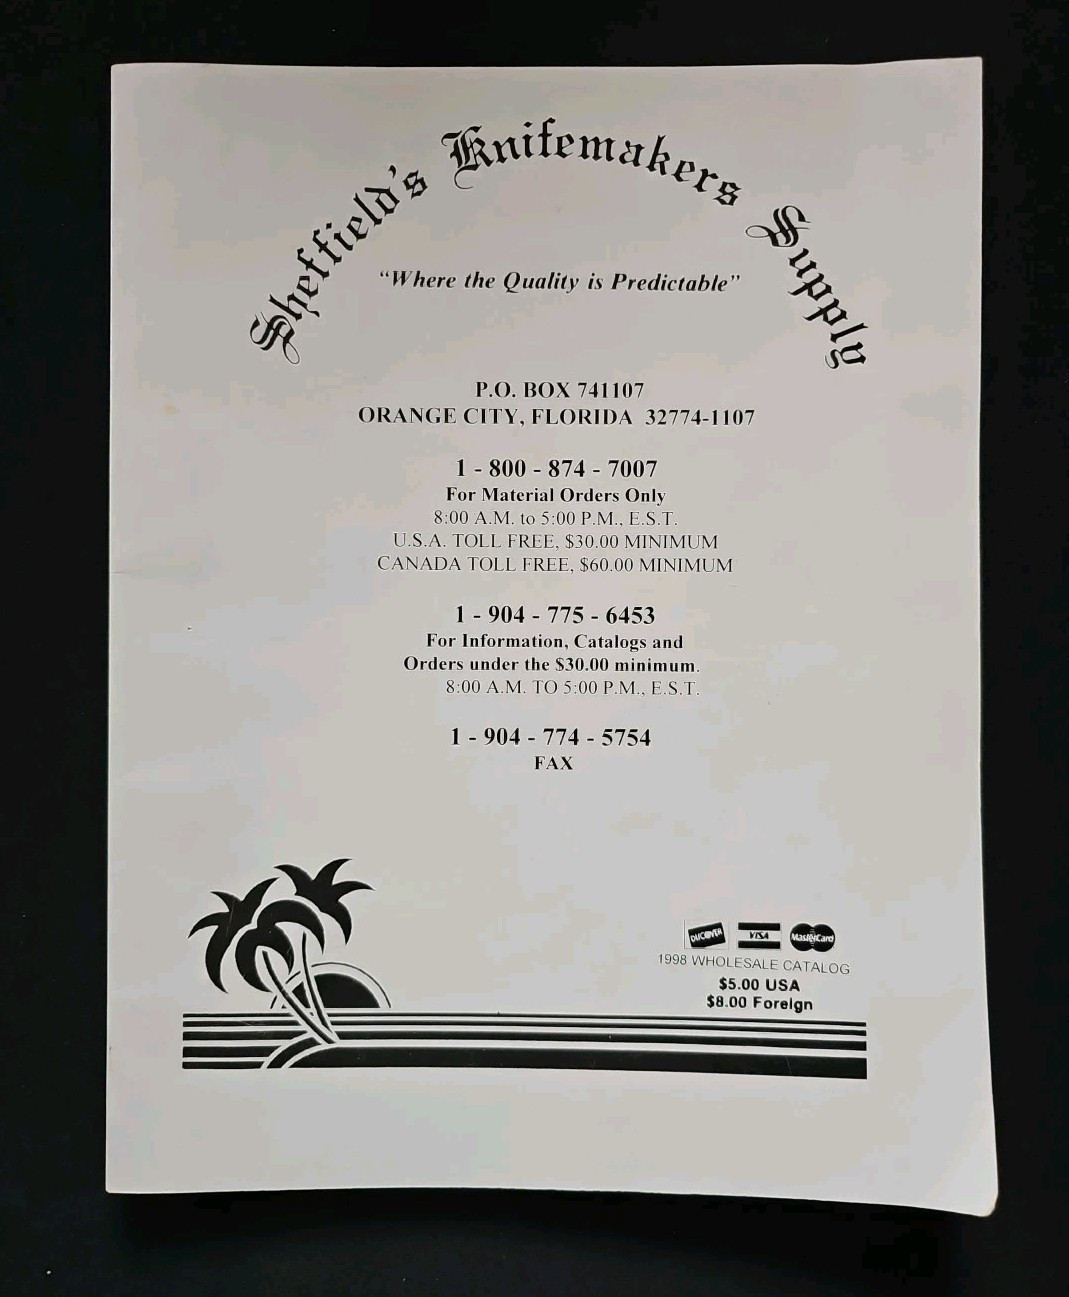 Sheffield's Knifemakers Supply
“Where the Quality is Predictable”
P.O. BOX 741107
ORANGE CITY, FLORIDA 32774-1107
1 - 800 - 874 - 7007
For Material Orders Only
8:00 A.M. to 5:00 P.M., E.S.T.
U.S.A. TOLL FREE, $30.00 MINIMUM
CANADA TOLL FREE, $60.00 MINIMUM
1 - 904 - 775 - 6453
For Information, Catalogs and
Orders under the $30.00 minimum.
8:00 A.M. TO 5:00 P.M., E.S.T.
1 - 904 - 774 - 5754
FAX
DISCOVER VISA MasterCard
1998 WHOLESALE CATALOG
$5.00 USA
$8.00 Foreign